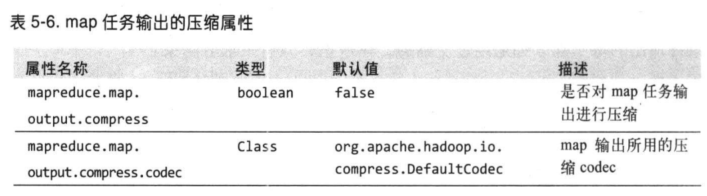 表 5-6. map 任务输出的压缩属性
属性名称 类型 默认值 描述
mapreduce.map. boolean false 是否对 map 任务输
output.compress 出进行压缩
mapreduce.map. Class org.apache.hadoop.io. map 输出所用的压
output.compress.codec compress.DefaultCodec 缩 codec